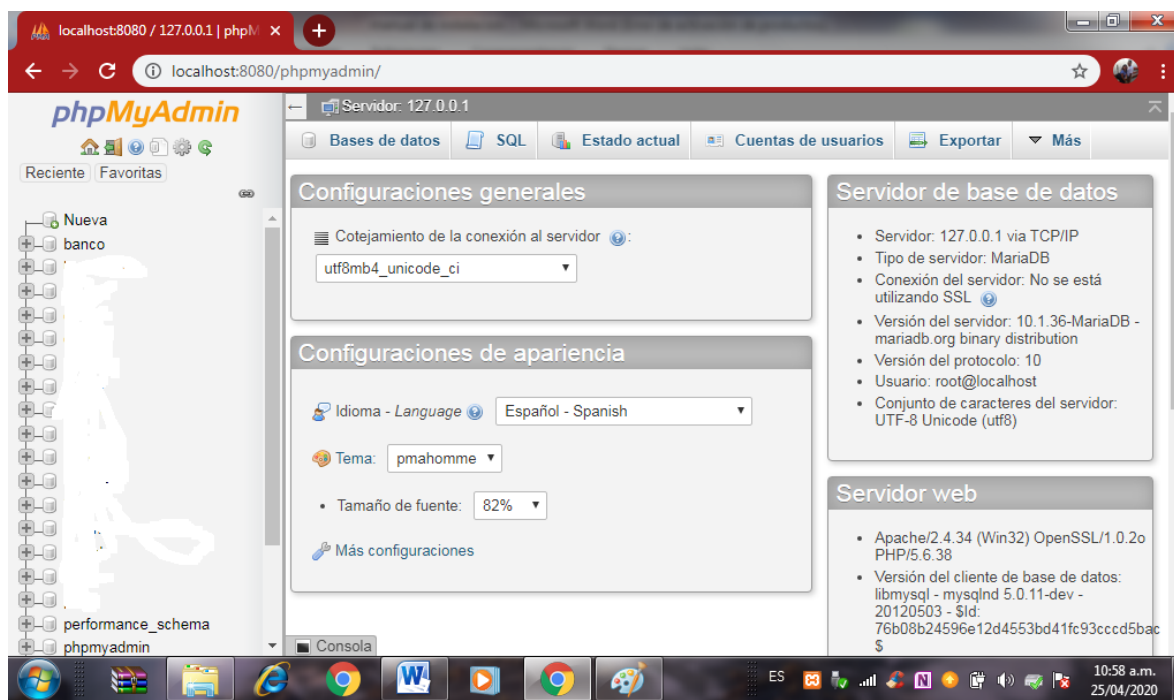 localhost:8080 / 127.0.0.1 | phpM
localhost:8080/phpmyadmin/
phpMyAdmin
Reciente Favoritas
Nueva
banco
performance_schema
phpmyadmin
Servidor: 127.0.0.1
Bases de datos SQL Estado actual Cuentas de usuarios Exportar Más
Configuraciones generales
Cotejamiento de la conexión al servidor :
utf8mb4_unicode_ci
Configuraciones de apariencia
Idioma - Language Español - Spanish
Tema: pmahomme
Tamaño de fuente: 82%
Más configuraciones
Consola
Servidor de base de datos
Servidor: 127.0.0.1 via TCP/IP
Tipo de servidor: MariaDB
Conexión del servidor: No se está
utilizando SSL
Versión del servidor: 10.1.36-MariaDB -
mariadb.org binary distribution
Versión del protocolo: 10
Usuario: root@localhost
Conjunto de caracteres del servidor:
UTF-8 Unicode (utf8)
Servidor web
Apache/2.4.34 (Win32) OpenSSL/1.0.2o
PHP/5.6.38
Versión del cliente de base de datos:
libmysql - mysqlnd 5.0.11-dev -
20120503 - $Id:
76b08b24596e12d4553bd41fc93cccd5bac
$
ES
10:58 a.m.
25/04/2020